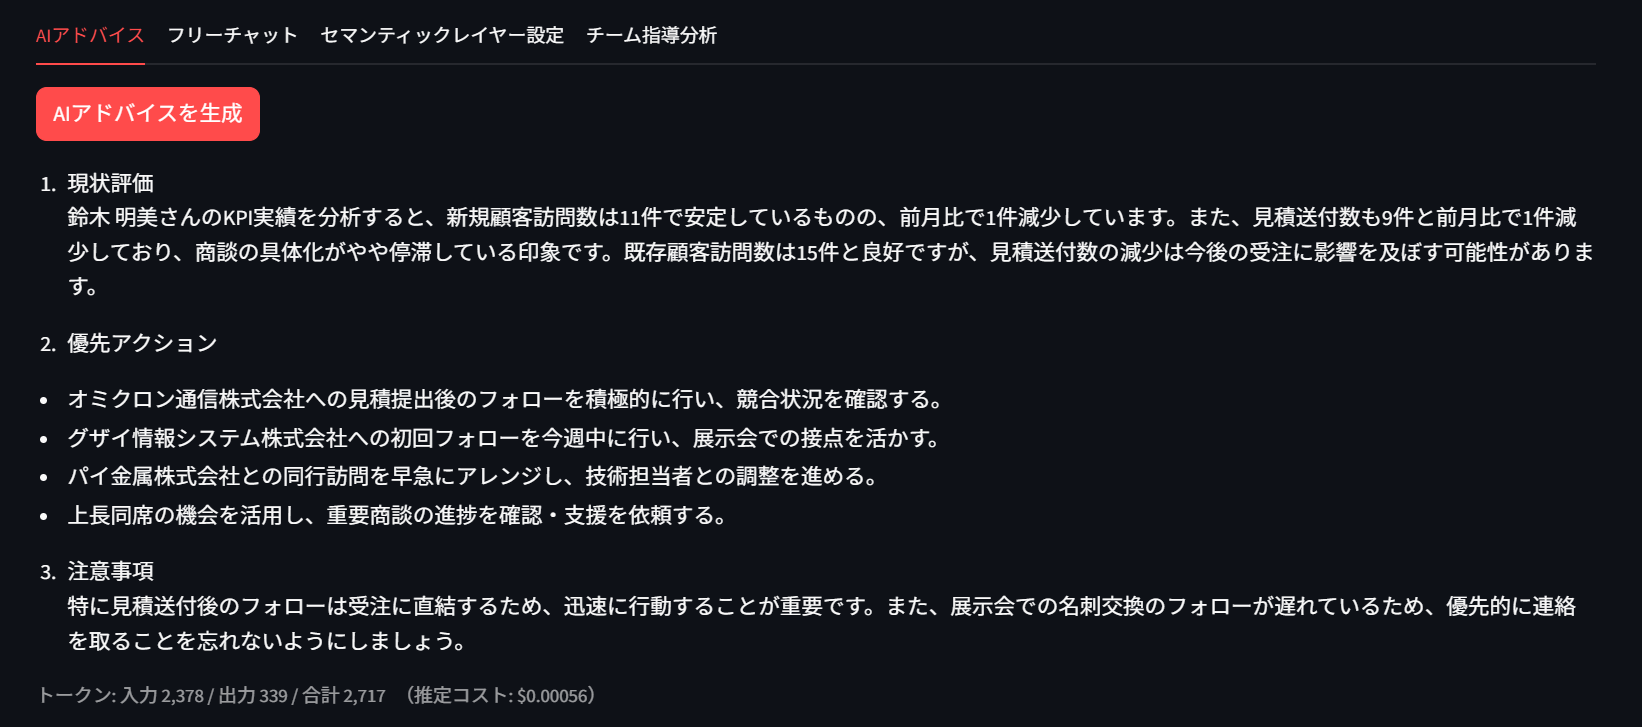 AIアドバイス フリーチャット セマンティックレイヤー設定 チーム指導分析
AIアドバイスを生成
1. 現状評価
鈴木 明美さんのKPI実績を分析すると、新規顧客訪問数は11件で安定しているものの、前月比で1件減少しています。また、見積送付数も9件と前月比で1件減
少しており、商談の具体化がやや停滞している印象です。既存顧客訪問数は15件と良好ですが、見積送付数の減少は今後の受注に影響を及ぼす可能性がありま
す。
2. 優先アクション
• オミクロン通信株式会社への見積提出後のフォローを積極的に行い、競合状況を確認する。
• グザイ情報システム株式会社への初回フォローを今週中に行い、展示会での接点を活かす。
• パイ金属株式会社との同行訪問を早急にアレンジし、技術担当者との調整を進める。
• 上長同席の機会を活用し、重要商談の進捗を確認・支援を依頼する。
3. 注意事項
特に見積送付後のフォローは受注に直結するため、迅速に行動することが重要です。また、展示会での名刺交換のフォローが遅れているため、優先的に連絡
を取ることを忘れないようにしましょう。
トークン: 入力 2,378 / 出力 339 / 合計 2,717 （推定コスト: $0.00056）